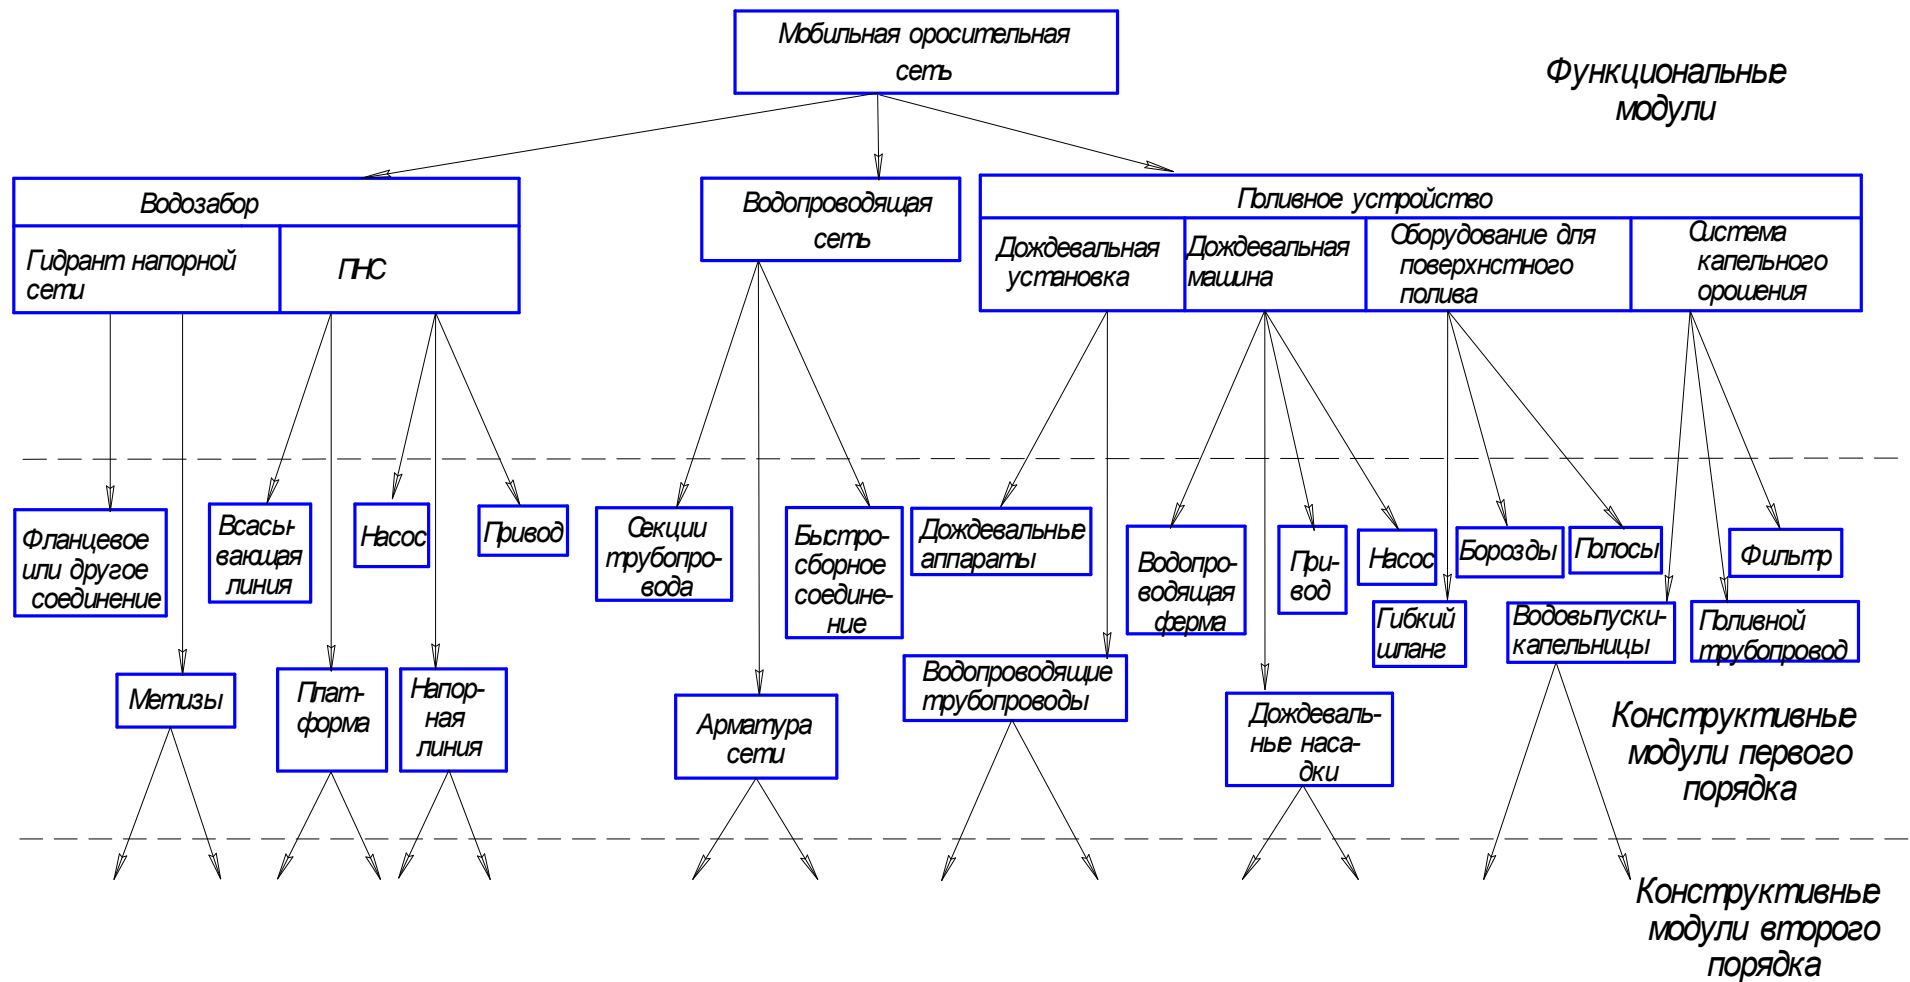 Мобильная оросительная
сеть
Функциональные
модули
Водозабор
Гидрант напорной
сети
ПНС
Водопроводящая
сеть
Поливное устройство
Дождевальная
установка
Дождевальная
машина
Оборудование для
поверхнстного
полива
Система
капельного
орошения
Фланцевое
или другое
соединение
Всасы-
вающая
линия
Насос
Привод
Секции
трубопро-
вода
Быстро-
сборное
соедине-
ние
Дождевальные
аппараты
Водопро-
водящая
ферма
При-
вод
Насос
Борозды
Полосы
Фильтр
Гибкий
шланг
Водовыпуски-
капельницы
Поливной
трубопровод
Метизы
Плат-
форма
Напор-
ная
линия
Арматура
сети
Водопроводящие
трубопроводы
Дождеваль-
ные наса-
дки
Конструктивные
модули первого
порядка
Конструктивные
модули второго
порядка